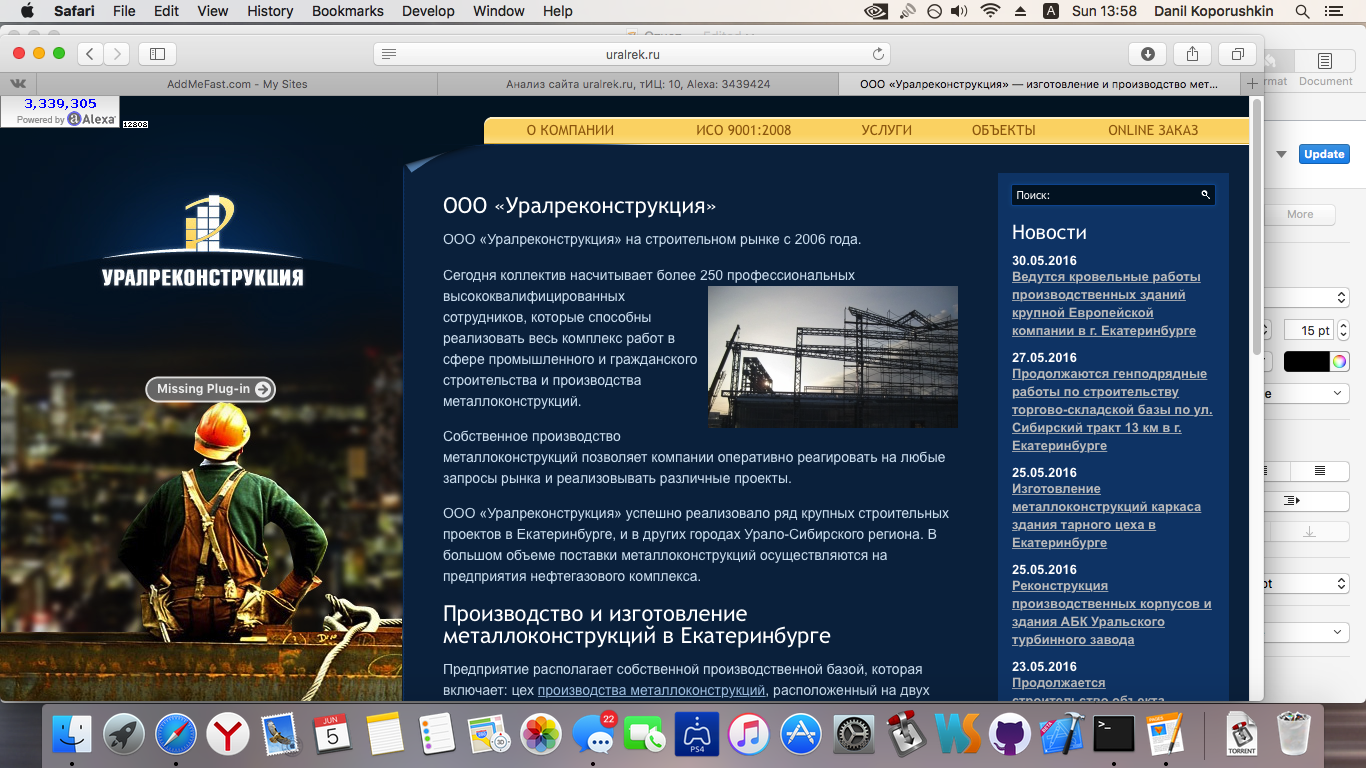 Safari File Edit View History Bookmarks Develop Window Help
A Sun 13:58 Danil Koporushkin
uralrek.ru
AddMeFast.com - My Sites
Анализ сайта uralrek.ru, тИЦ: 10, Alexa: 3439424
ООО «Уралреконструкция» — изготовление и производство мет...
Document
3,339,305
Powered by Alexa
12808
О КОМПАНИИ ИСО 9001:2008 УСЛУГИ ОБЪЕКТЫ ONLINE ЗАКАЗ
УРАЛРЕКОНСТРУКЦИЯ
Missing Plug-in
ООО «Уралреконструкция»
ООО «Уралреконструкция» на строительном рынке с 2006 года.
Сегодня коллектив насчитывает более 250 профессиональных
высококвалифицированных
сотрудников, которые способны
реализовать весь комплекс работ в
сфере промышленного и гражданского
строительства и производства
металлоконструкций.
Собственное производство
металлоконструкций позволяет компании оперативно реагировать на любые
запросы рынка и реализовывать различные проекты.
ООО «Уралреконструкция» успешно реализовало ряд крупных строительных
проектов в Екатеринбурге, и в других городах Урало-Сибирского региона. В
большом объеме поставки металлоконструкций осуществляются на
предприятия нефтегазового комплекса.
Производство и изготовление
металлоконструкций в Екатеринбурге
Предприятие располагает собственной производственной базой, которая
включает: цех производства металлоконструкций, расположенный на двух
Поиск:
Новости
30.05.2016
Ведутся кровельные работы
производственных зданий
крупной Европейской
компании в г. Екатеринбурге
27.05.2016
Продолжаются генподрядные
работы по строительству
торгово-складской базы по ул.
Сибирский тракт 13 км в г.
Екатеринбурге
25.05.2016
Изготовление
металлоконструкций каркаса
здания тарного цеха в
Екатеринбурге
25.05.2016
Реконструкция
производственных корпусов и
здания АБК Уральского
турбинного завода
23.05.2016
Продолжается
строительство объекта
Update
More
15 pt
JUN
5
22
PS4
WS
PAGES
TORRENT